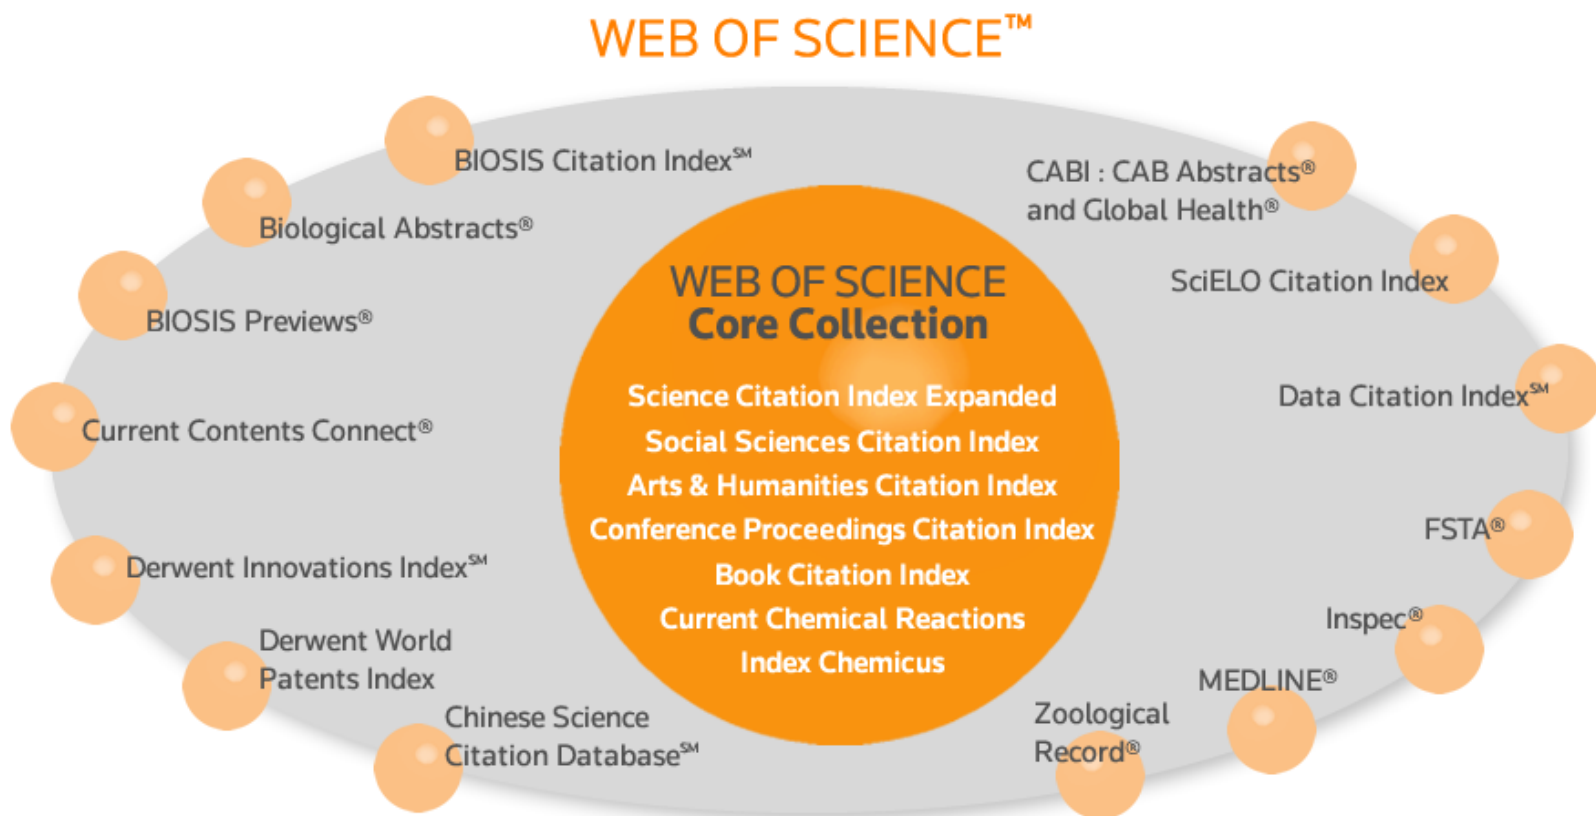 WEB OF SCIENCE™
BIOSIS Citation Index℠
Biological Abstracts®
BIOSIS Previews®
Current Contents Connect®
Derwent Innovations Index℠
Derwent World
Patents Index
Chinese Science
Citation Database℠
WEB OF SCIENCE
Core Collection
Science Citation Index Expanded
Social Sciences Citation Index
Arts & Humanities Citation Index
Conference Proceedings Citation Index
Book Citation Index
Current Chemical Reactions
Index Chemicus
CABI : CAB Abstracts®
and Global Health®
SciELO Citation Index
Data Citation Index℠
FSTA®
Inspec®
MEDLINE®
Zoological
Record®